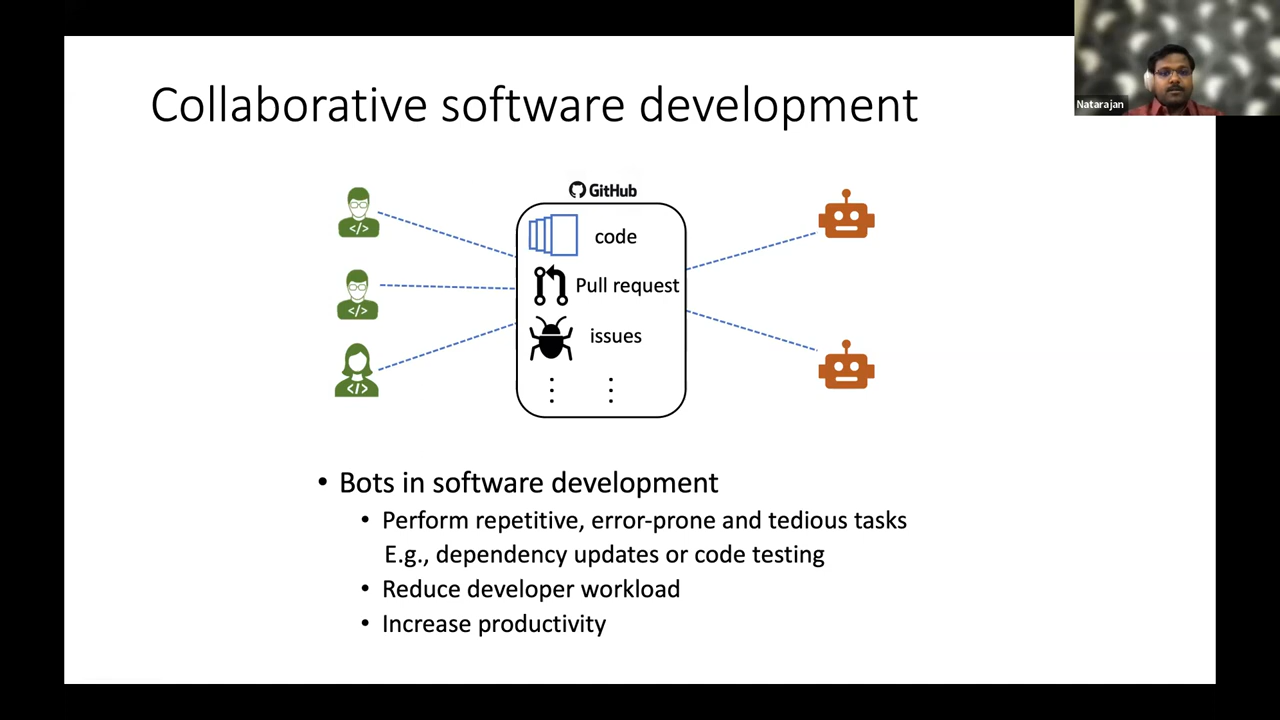 Collaborative software development
Natarajan
GitHub
code
Pull request
issues
</>
</>
</>
• Bots in software development
• Perform repetitive, error-prone and tedious tasks
E.g., dependency updates or code testing
• Reduce developer workload
• Increase productivity